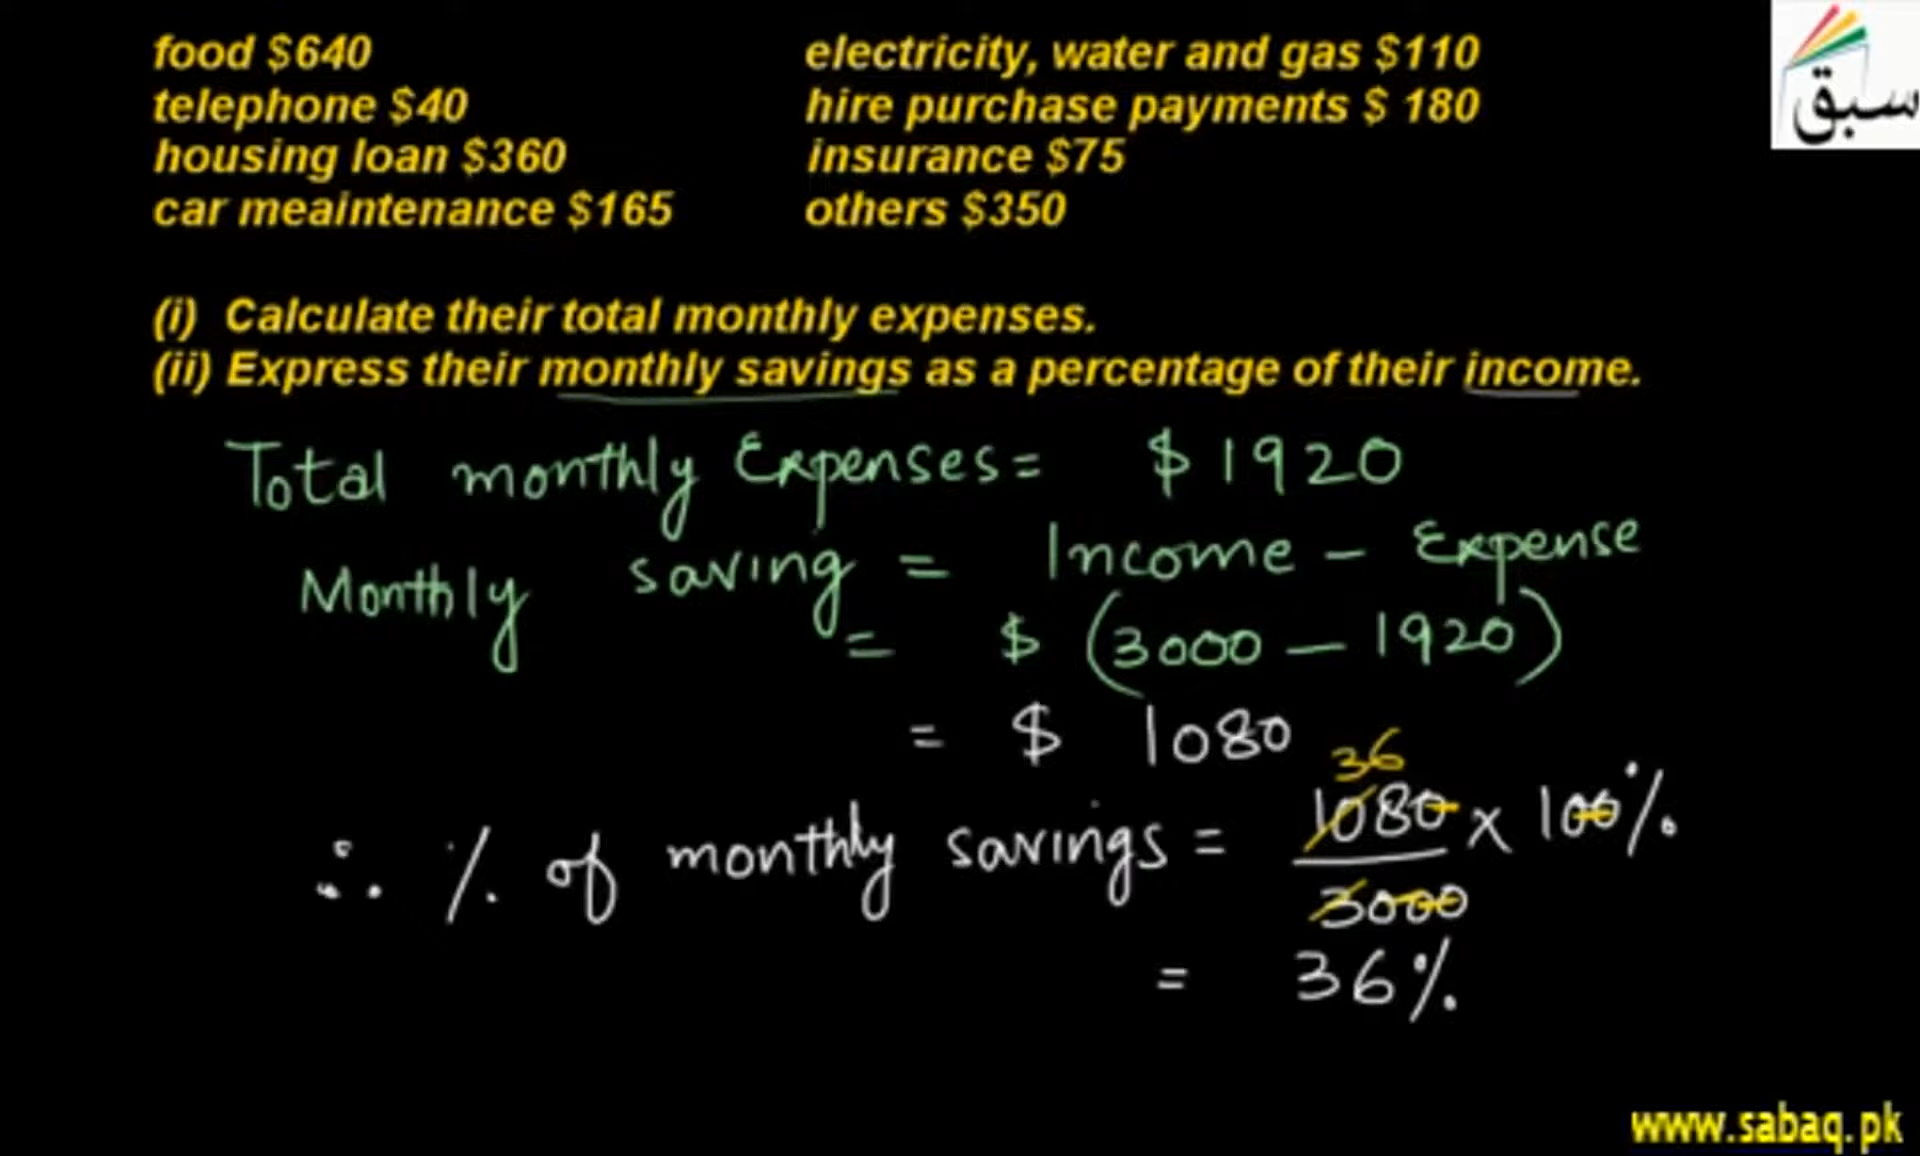 food $640 electricity, water and gas $110
telephone $40 hire purchase payments $ 180
housing loan $360 insurance $75
car meaintenance $165 others $350
سبق
(i) Calculate their total monthly expenses.
(ii) Express their monthly savings as a percentage of their income.
Total monthly Expenses = $ 1920
Monthly saving = Income - Expense
= $ (3000 - 1920)
= $ 1080
36
∴ % of monthly savings = 1080/3000 x 100%
= 36%
www.sabaq.pk